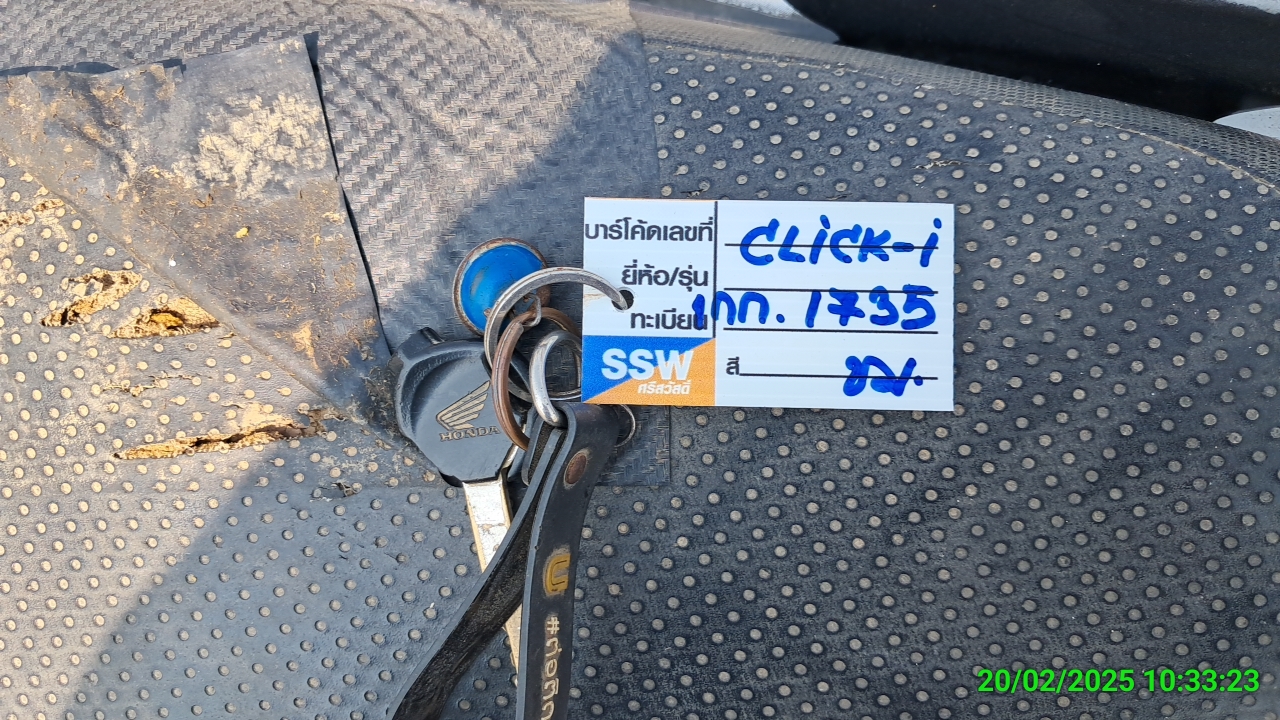 บาร์โค้ดเลขที่ CLiCK-i
ยี่ห้อ/รุ่น
ทะเบียน 1กก. 1735
สี ขม.
SSW
ศรีสวัสดิ์
HONDA
20/02/2025 10:33:23